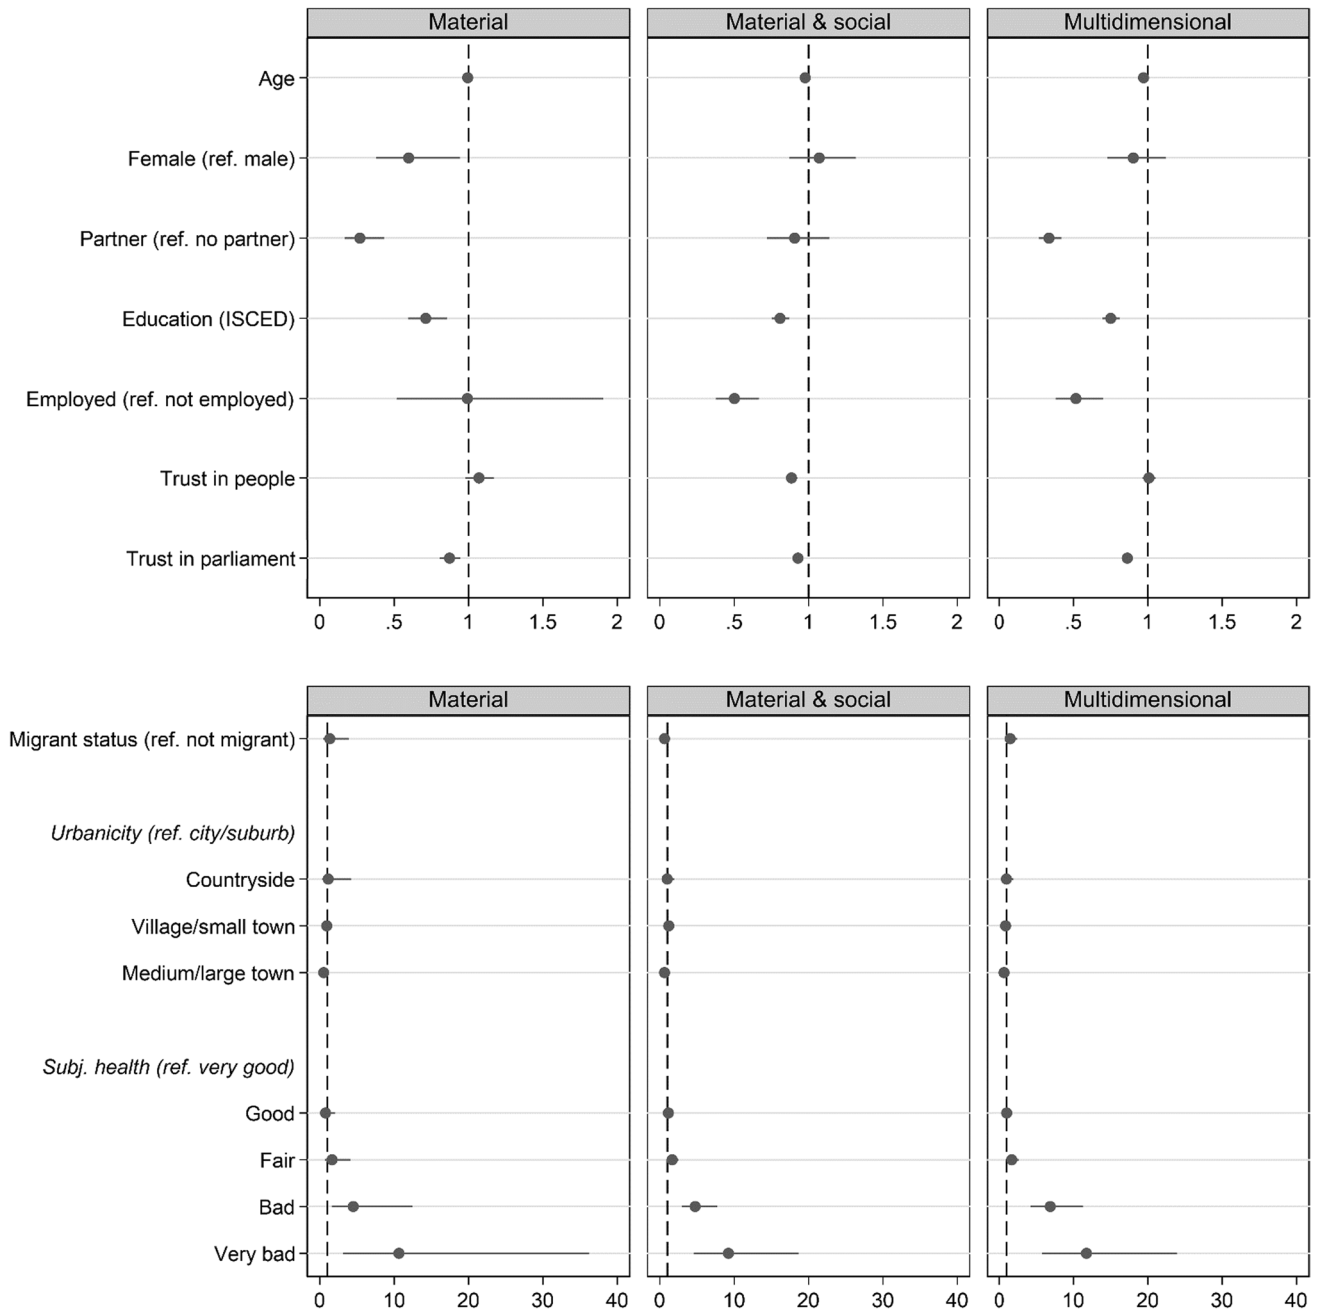 Material Material & social Multidimensional
Age
Female (ref. male)
Partner (ref. no partner)
Education (ISCED)
Employed (ref. not employed)
Trust in people
Trust in parliament
0 .5 1 1.5 2 0 .5 1 1.5 2 0 .5 1 1.5 2
Material Material & social Multidimensional
Migrant status (ref. not migrant)
Urbanicity (ref. city/suburb)
Countryside
Village/small town
Medium/large town
Subj. health (ref. very good)
Good
Fair
Bad
Very bad
0 10 20 30 40 0 10 20 30 40 0 10 20 30 40